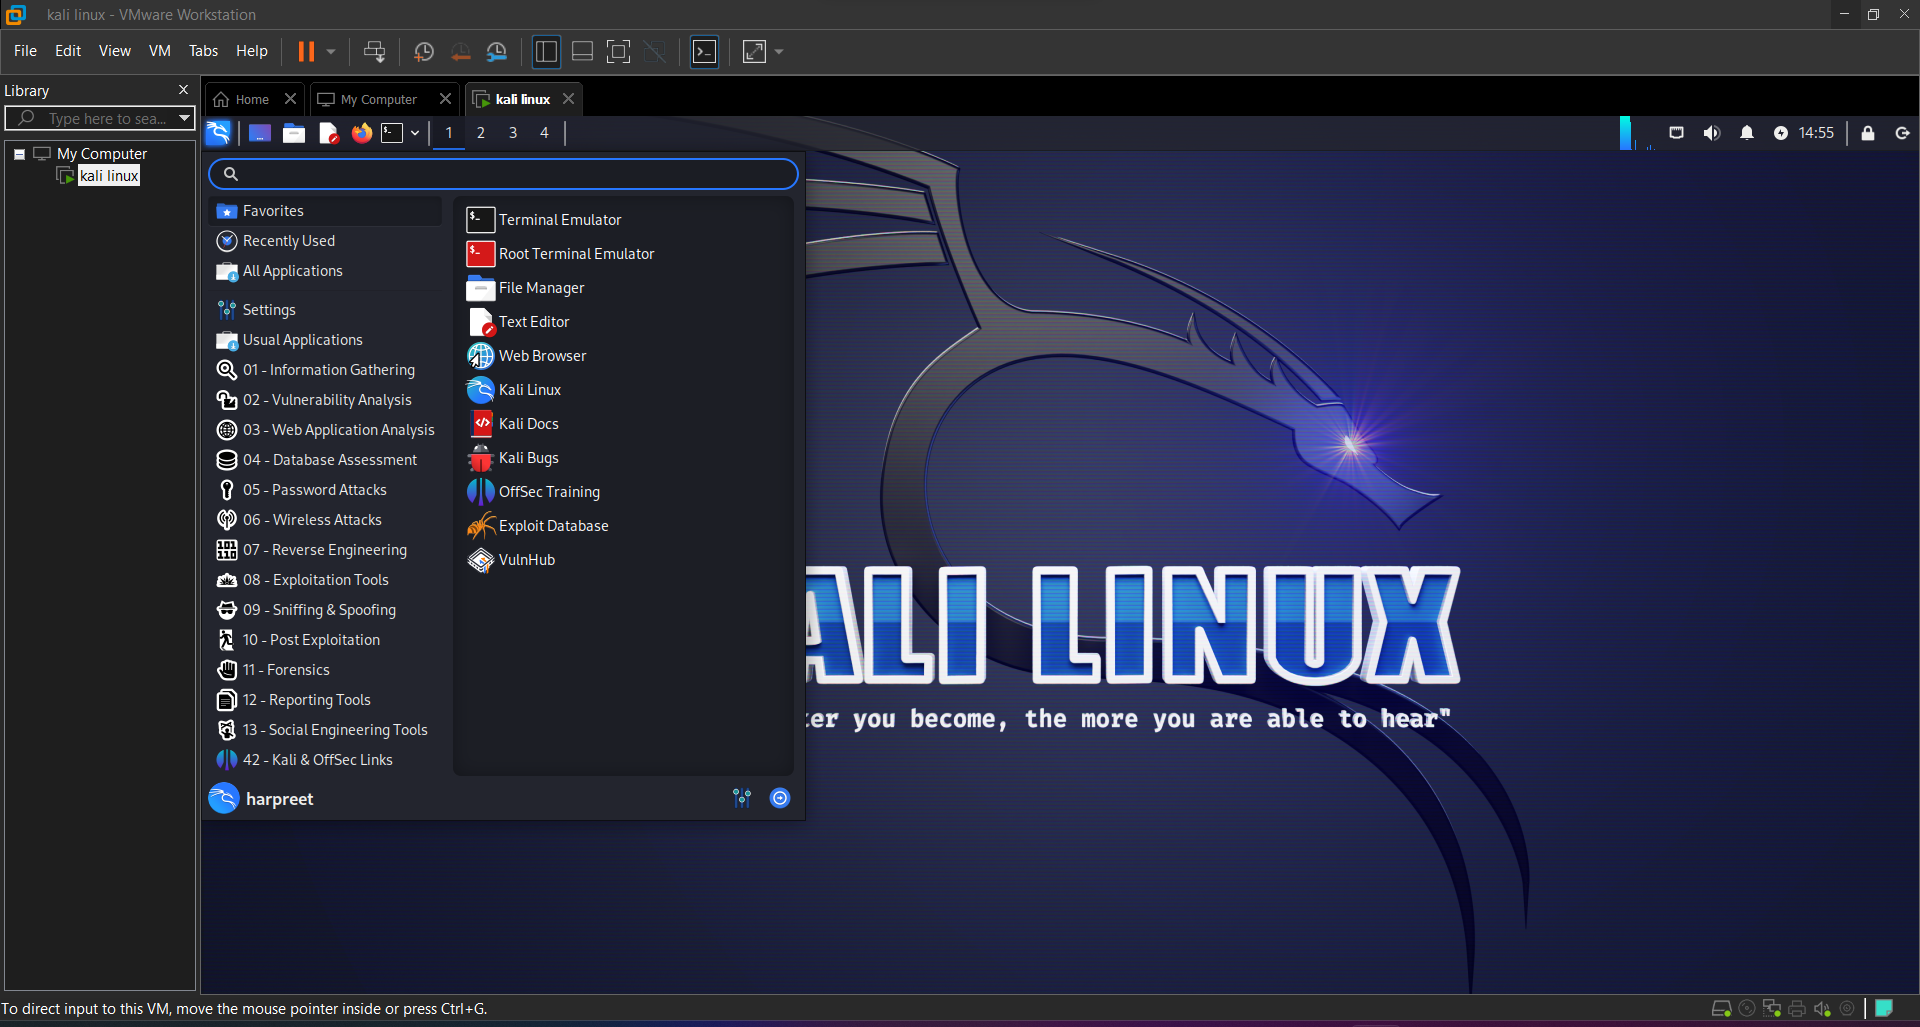 kali linux - VMware Workstation
File Edit View VM Tabs Help
Library
Type here to sea...
My Computer
kali linux
Home
My Computer
kali linux
1 2 3 4
14:55
Favorites
Recently Used
All Applications
Settings
Usual Applications
01 - Information Gathering
02 - Vulnerability Analysis
03 - Web Application Analysis
04 - Database Assessment
05 - Password Attacks
06 - Wireless Attacks
07 - Reverse Engineering
08 - Exploitation Tools
09 - Sniffing & Spoofing
10 - Post Exploitation
11 - Forensics
12 - Reporting Tools
13 - Social Engineering Tools
42 - Kali & OffSec Links
Terminal Emulator
Root Terminal Emulator
File Manager
Text Editor
Web Browser
Kali Linux
Kali Docs
Kali Bugs
OffSec Training
Exploit Database
VulnHub
harpreet
ALI LINUX
you become, the more you are able to hear"
To direct input to this VM, move the mouse pointer inside or press Ctrl+G.